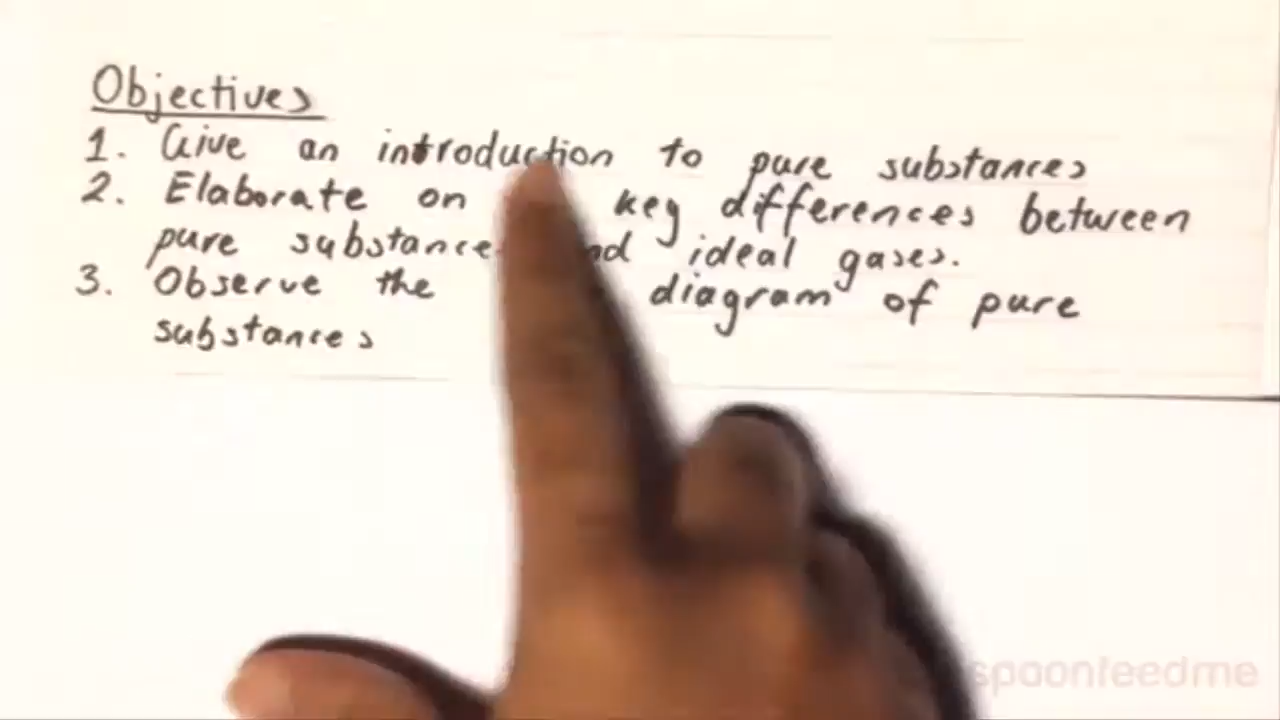 Objectives
1. Give an introduction to pure substances
2. Elaborate on key differences between
pure substance ideal gases.
3. Observe the diagram of pure
substances
spoonfeedme